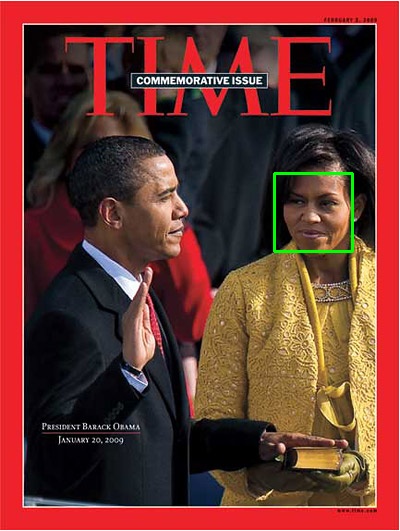 FEBRUARY 2, 2009
TIME
COMMEMORATIVE ISSUE
PRESIDENT BARACK OBAMA
JANUARY 20, 2009
www.time.com